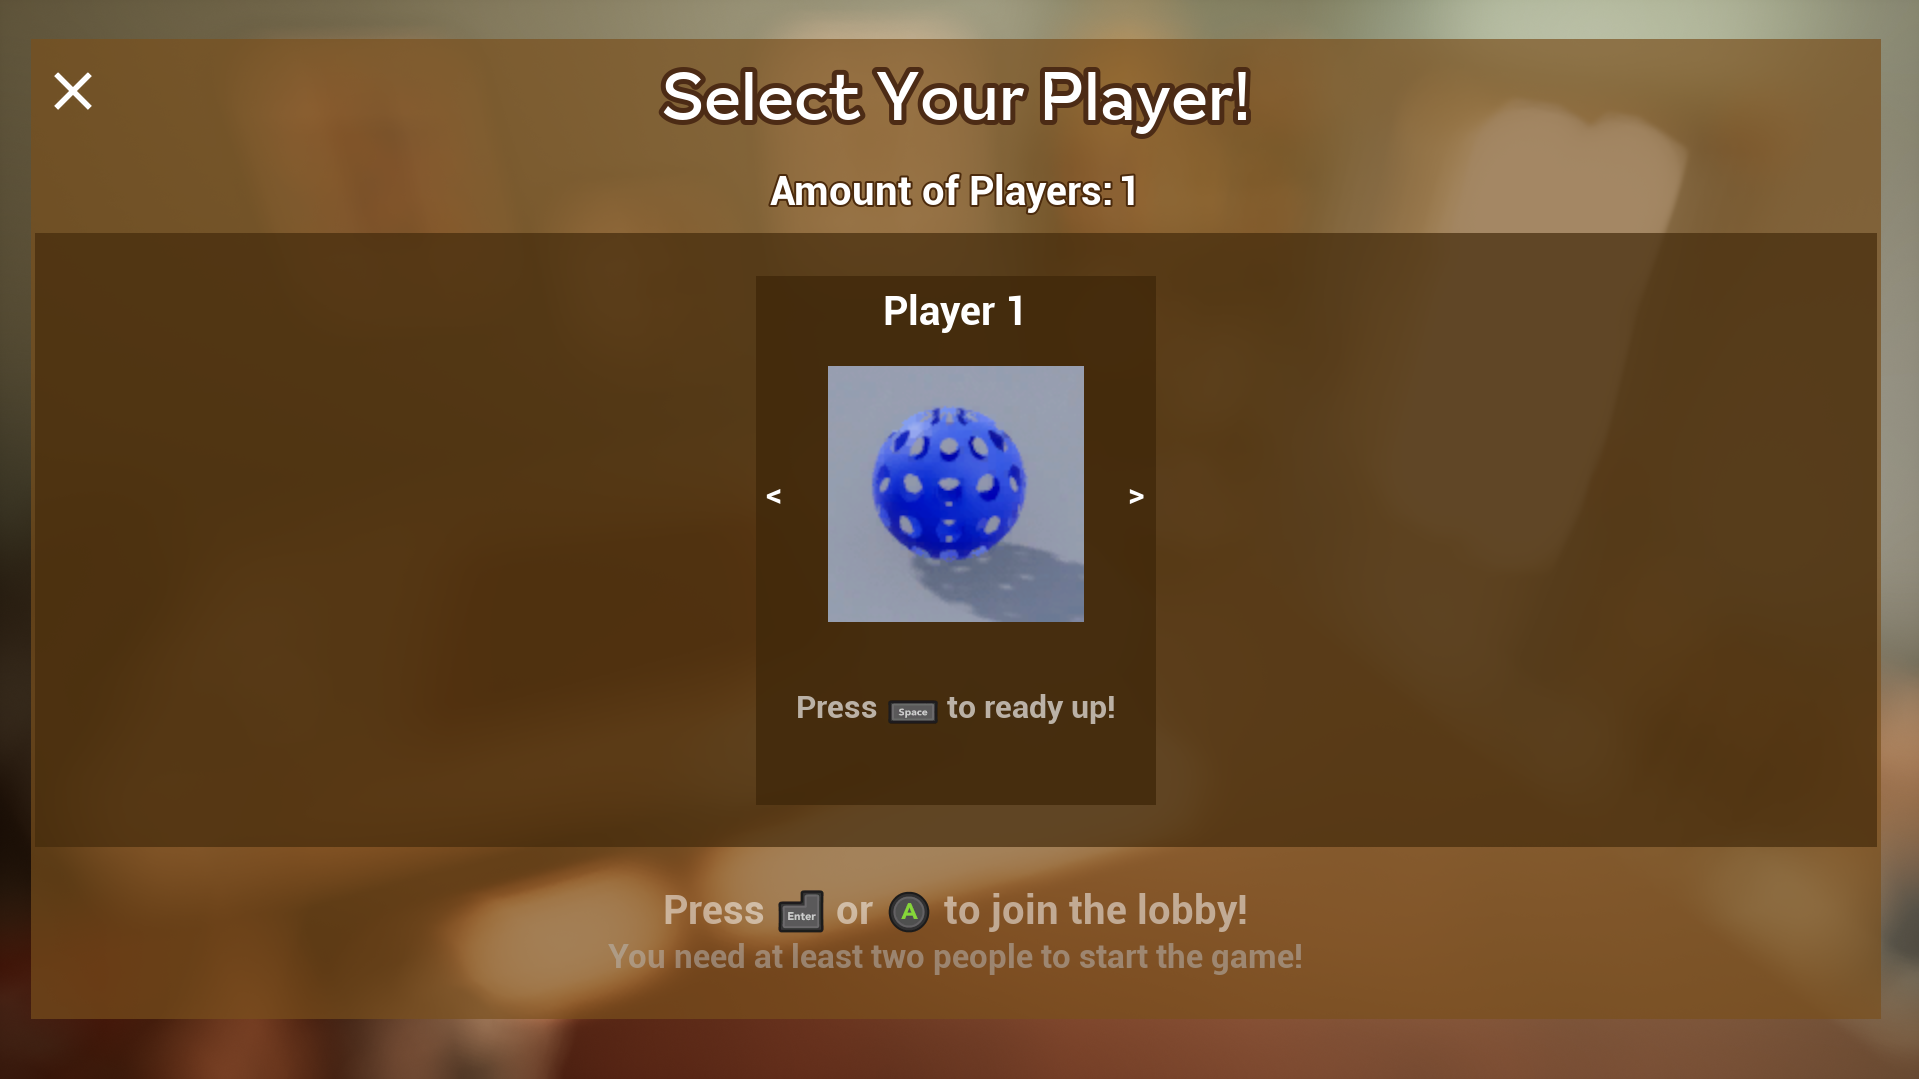 Select Your Player!
Amount of Players: 1
Player 1
< >
Press Space to ready up!
Press Enter or A to join the lobby!
You need at least two people to start the game!